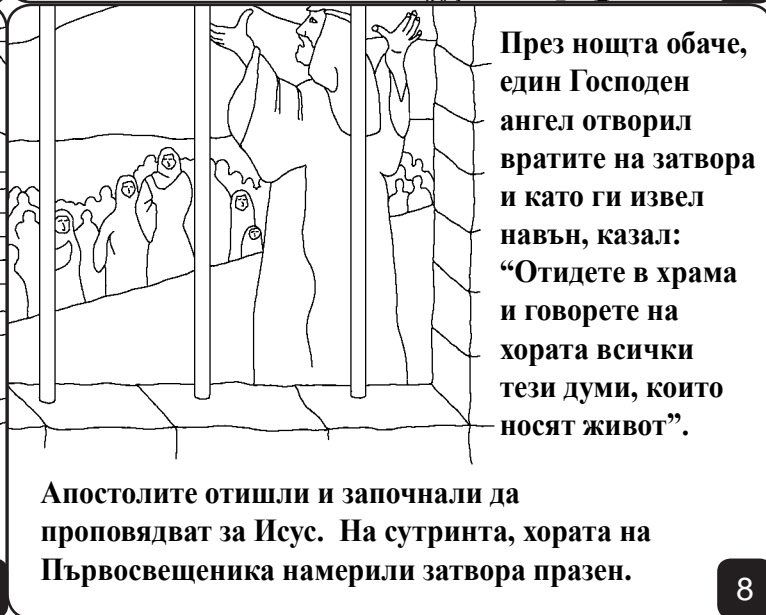 През нощта обаче,
един Господен
ангел отворил
вратите на затвора
и като ги извел
навън, казал:
“Отидете в храма
и говорете на
хората всички
тези думи, които
носят живот”.
Апостолите отишли и започнали да
проповядват за Исус.  На сутринта, хората на
Първосвещеника намерили затвора празен.
8